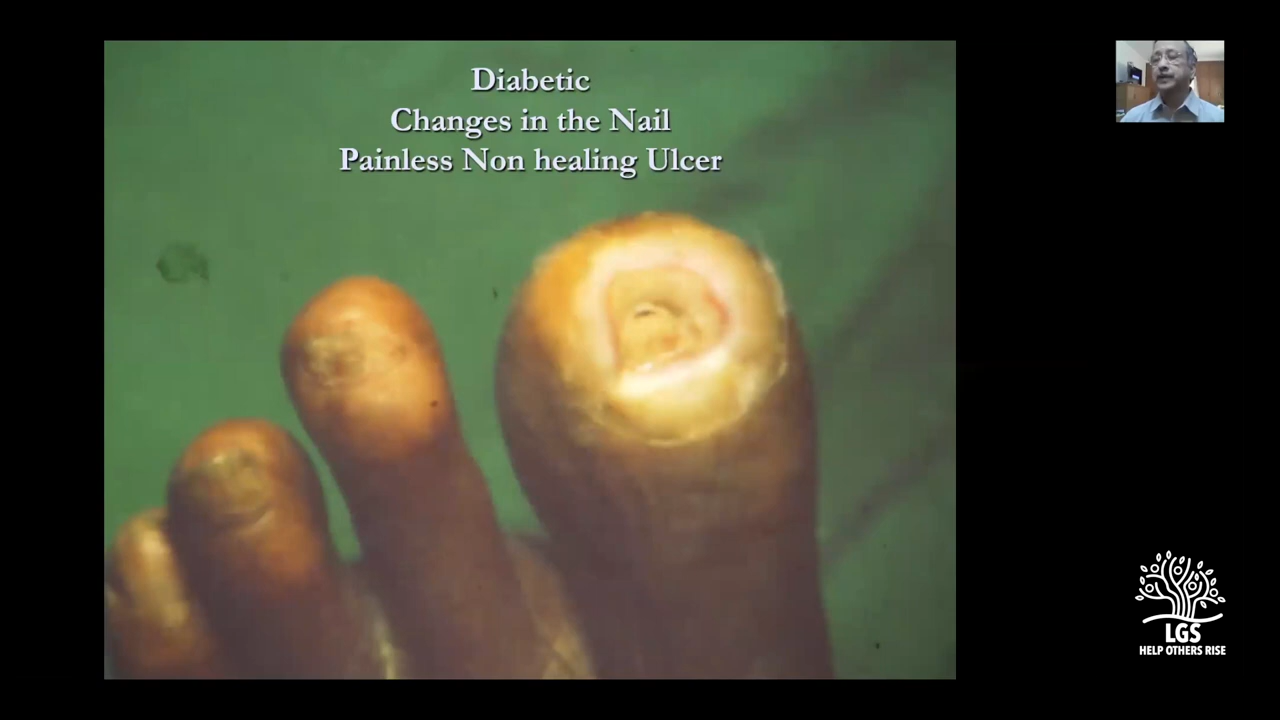 Diabetic
Changes in the Nail
Painless Non healing Ulcer
LGS
HELP OTHERS RISE